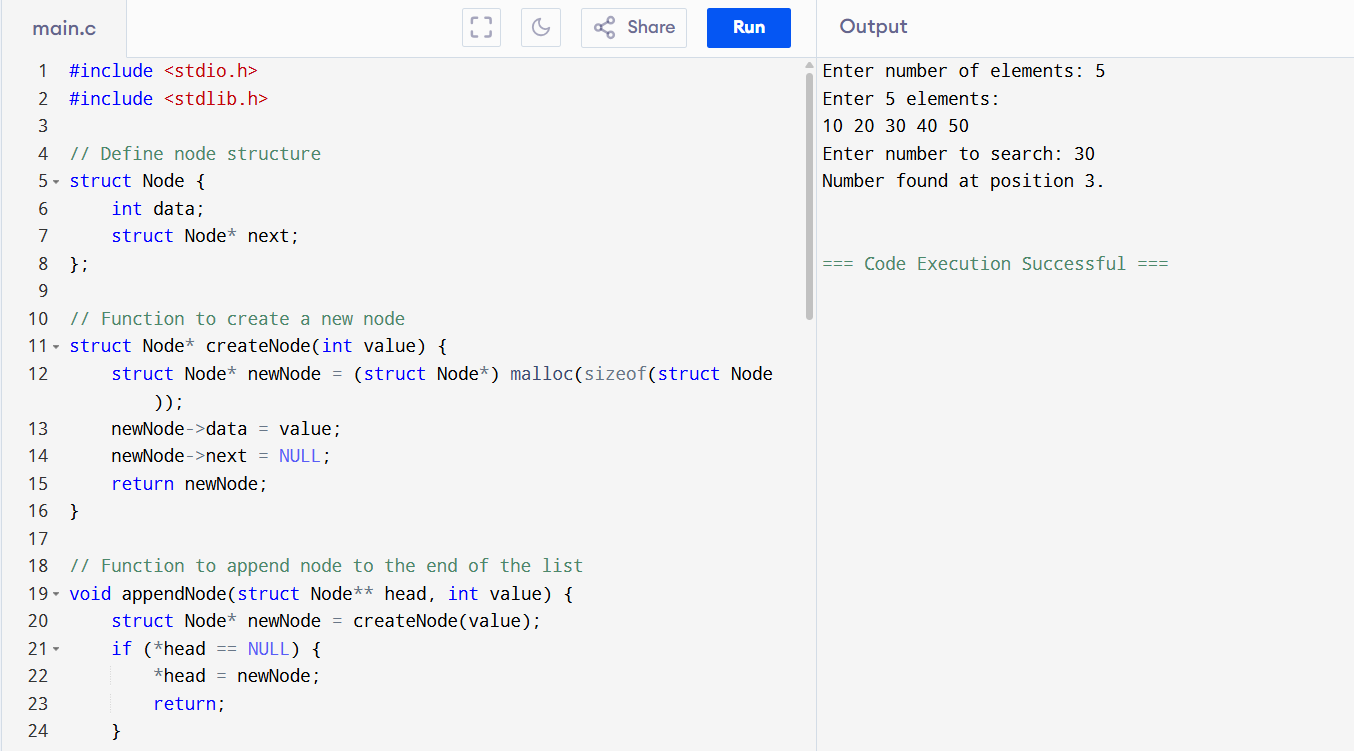 main.c
Share
Run
Output
1 #include <stdio.h>
2 #include <stdlib.h>
3
4 // Define node structure
5 struct Node {
6     int data;
7     struct Node* next;
8 };
9
10 // Function to create a new node
11 struct Node* createNode(int value) {
12     struct Node* newNode = (struct Node*) malloc(sizeof(struct Node
        ));
13     newNode->data = value;
14     newNode->next = NULL;
15     return newNode;
16 }
17
18 // Function to append node to the end of the list
19 void appendNode(struct Node** head, int value) {
20     struct Node* newNode = createNode(value);
21     if (*head == NULL) {
22         *head = newNode;
23         return;
24     }
Enter number of elements: 5
Enter 5 elements:
10 20 30 40 50
Enter number to search: 30
Number found at position 3.
=== Code Execution Successful ===